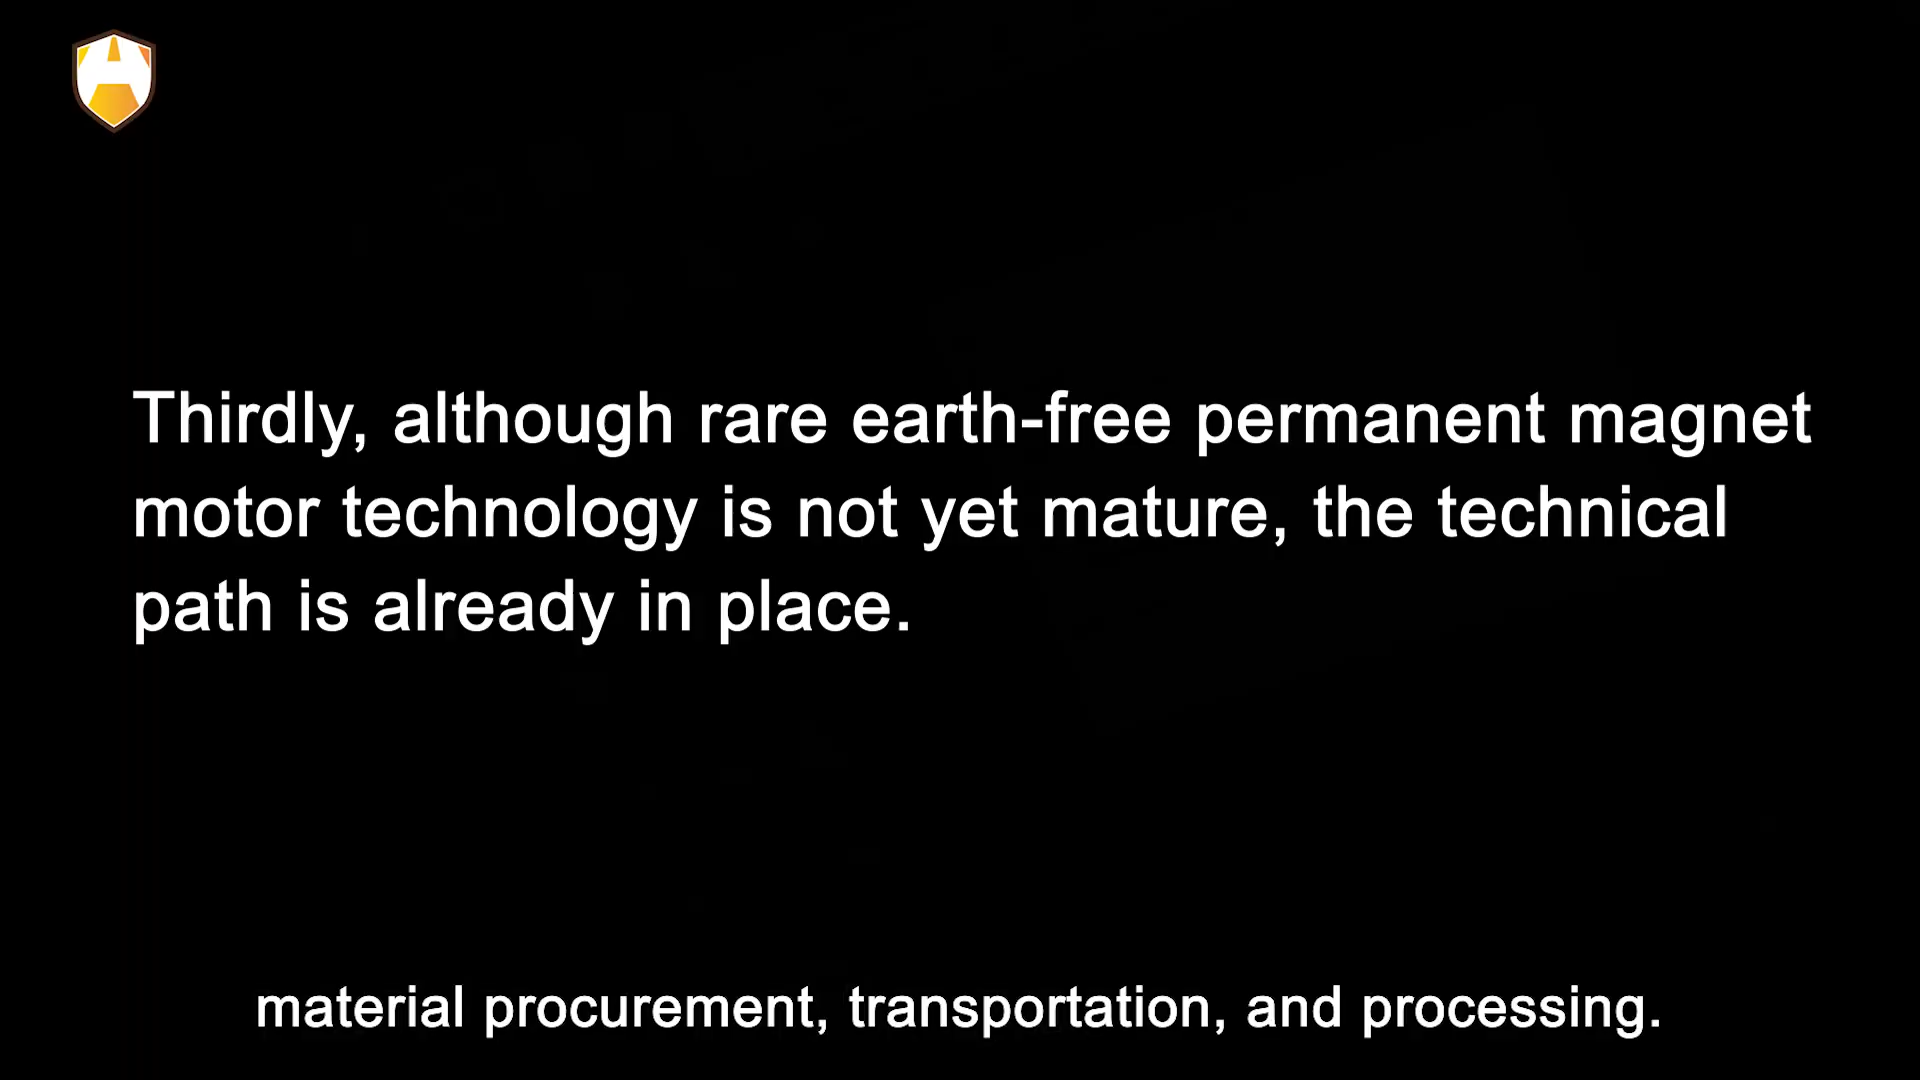 Thirdly, although rare earth-free permanent magnet
motor technology is not yet mature, the technical
path is already in place.
material procurement, transportation, and processing.